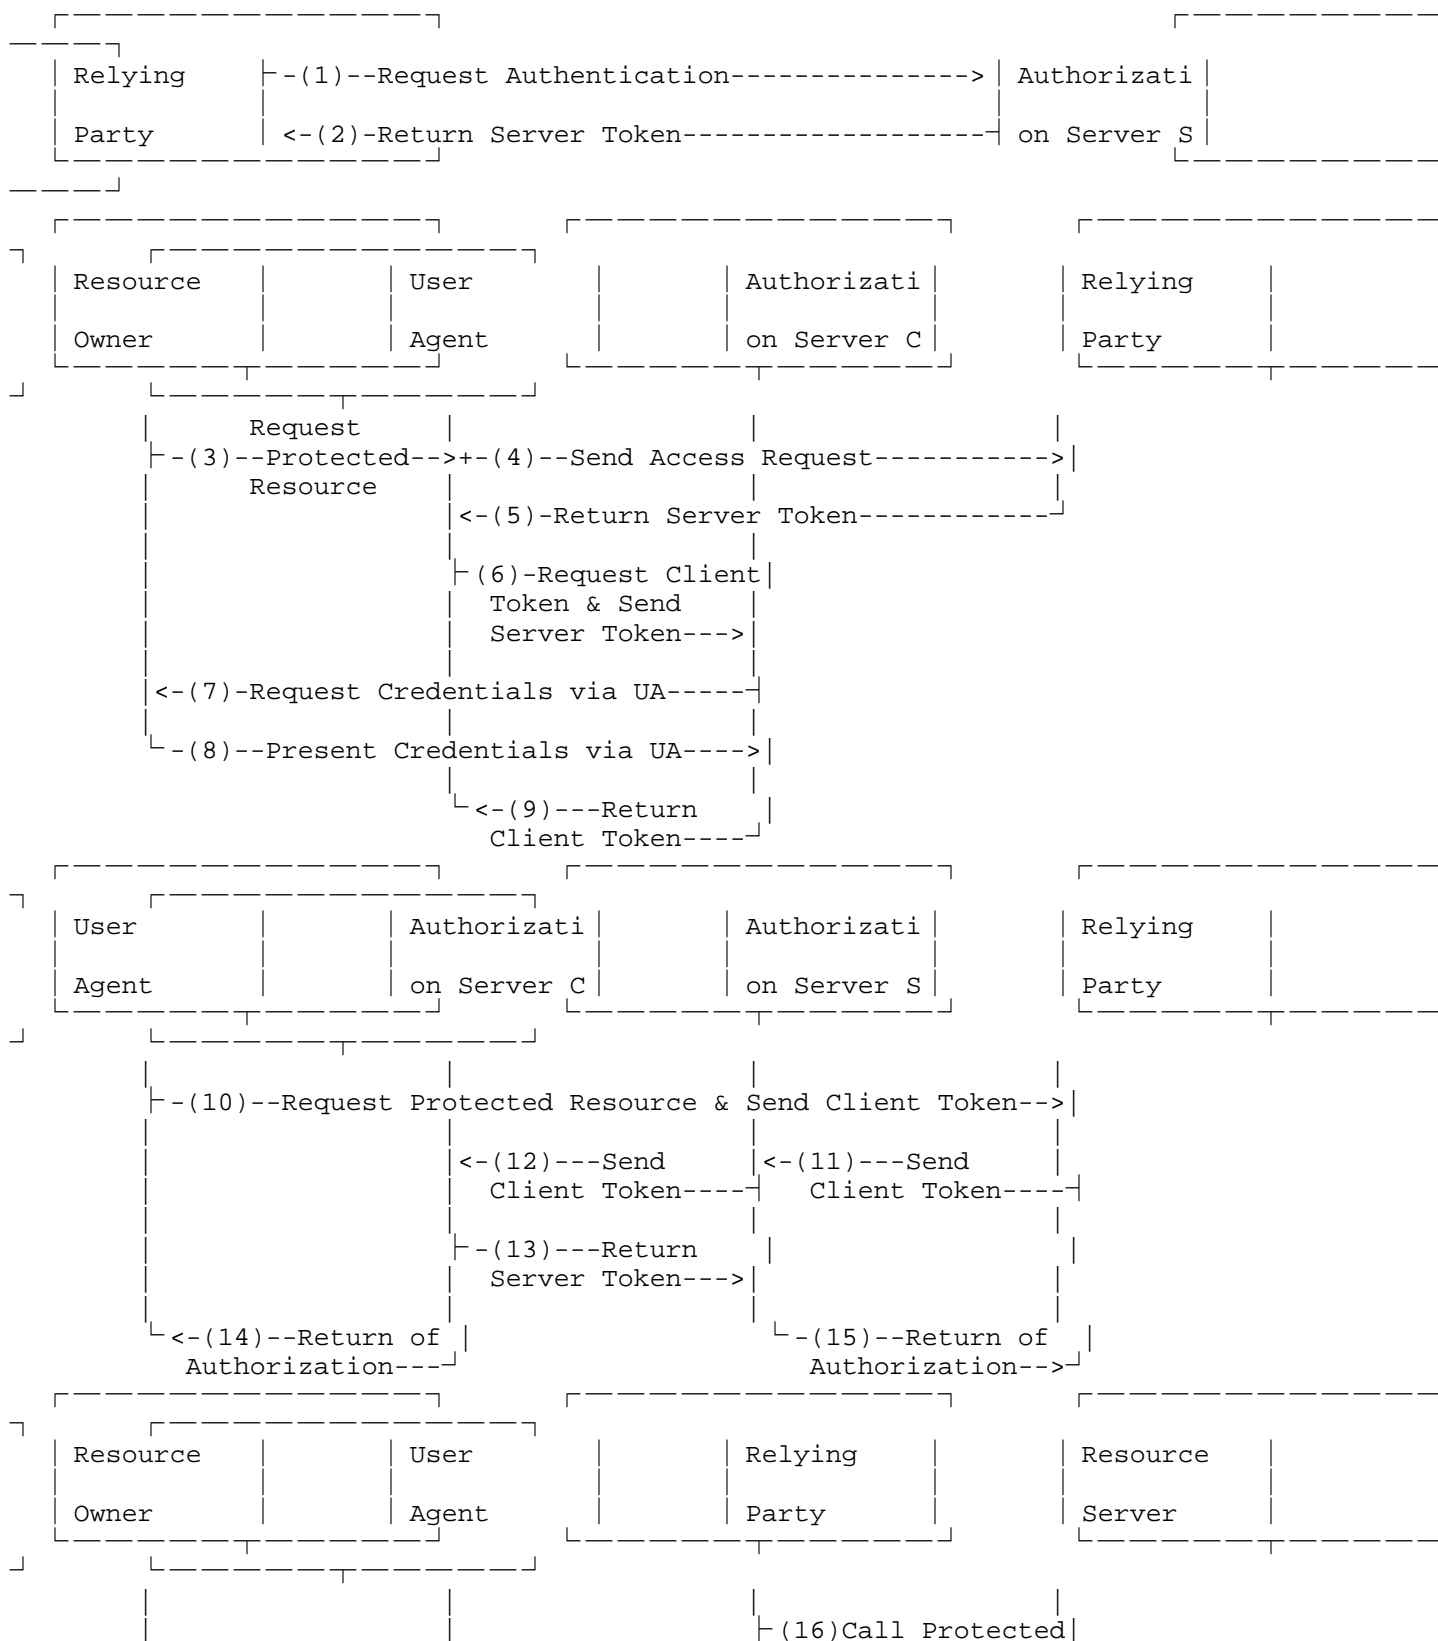 Relying -(1)--Request Authentication---------------> Authorizati
Party <-(2)-Return Server Token------------------- on Server S
Resource User Authorizati Relying
Owner Agent on Server C Party
Request
-(3)--Protected-->+-(4)--Send Access Request----------->
Resource
<-(5)-Return Server Token------------
(6)-Request Client
Token & Send
Server Token--->
<-(7)-Request Credentials via UA-----
-(8)--Present Credentials via UA---->
<-(9)---Return
Client Token----
User Authorizati Authorizati Relying
Agent on Server C on Server S Party
-(10)--Request Protected Resource & Send Client Token-->
<-(12)---Send <-(11)---Send
Client Token---- Client Token----
-(13)---Return
Server Token--->
<-(14)--Return of -(15)--Return of
Authorization--- Authorization-->
Resource User Relying Resource
Owner Agent Party Server
(16)Call Protected